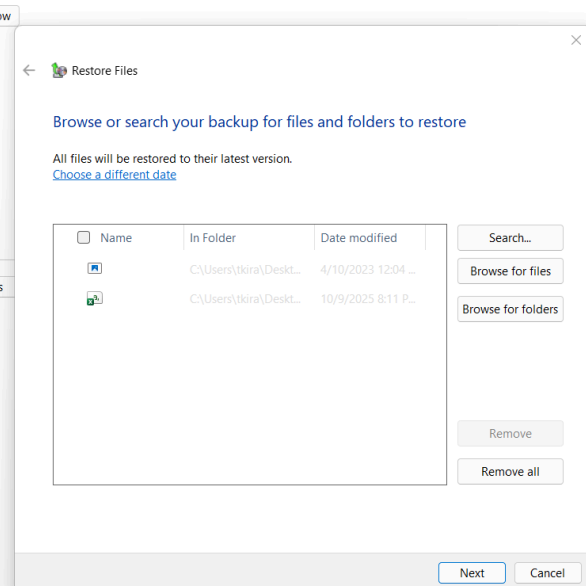 ow
Restore Files
Browse or search your backup for files and folders to restore
All files will be restored to their latest version.
Choose a different date
Name In Folder Date modified
Search...
C:\Users\tkira\Deskt... 4/10/2023 12:04 ...
Browse for files
C:\Users\tkira\Deskt... 10/9/2025 8:11 P...
Browse for folders
s
Remove
Remove all
Next Cancel